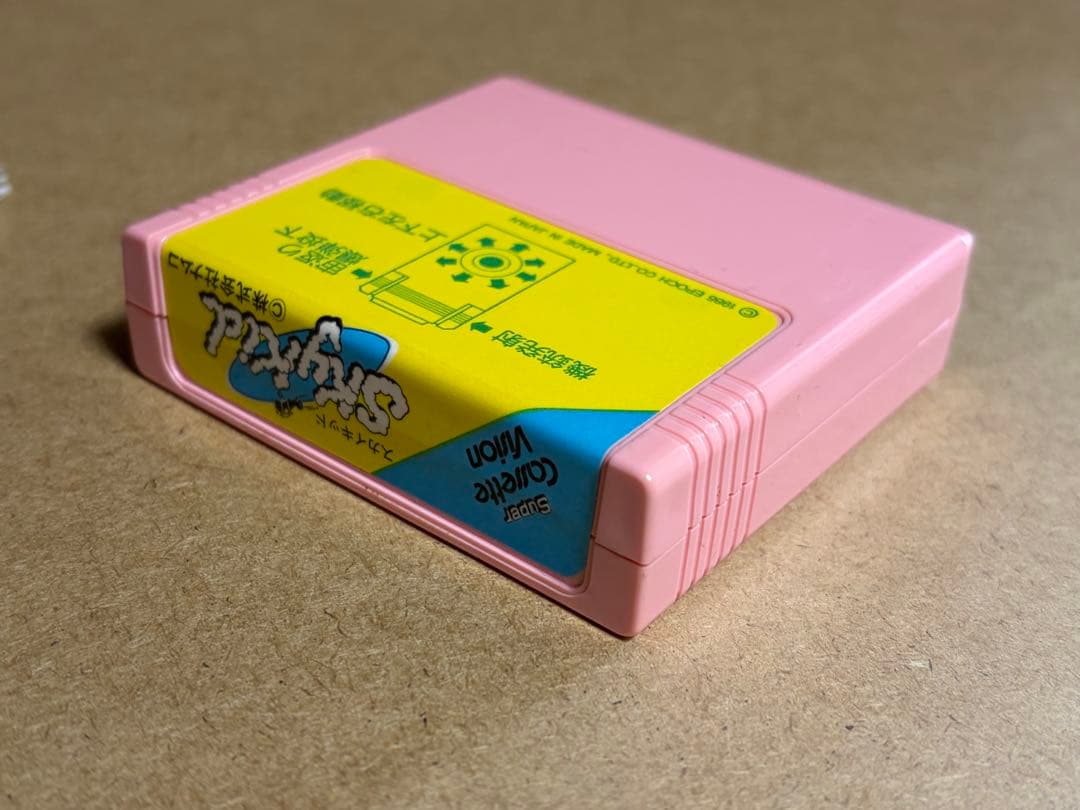 Super
Cassette
Vision
スカイキッド
Sky Kid
©株式会社ナムコ
機銃発射
宙返り
爆弾投下
上下左右移動
© 1986 EPOCH CO.,LTD. MADE IN JAPAN